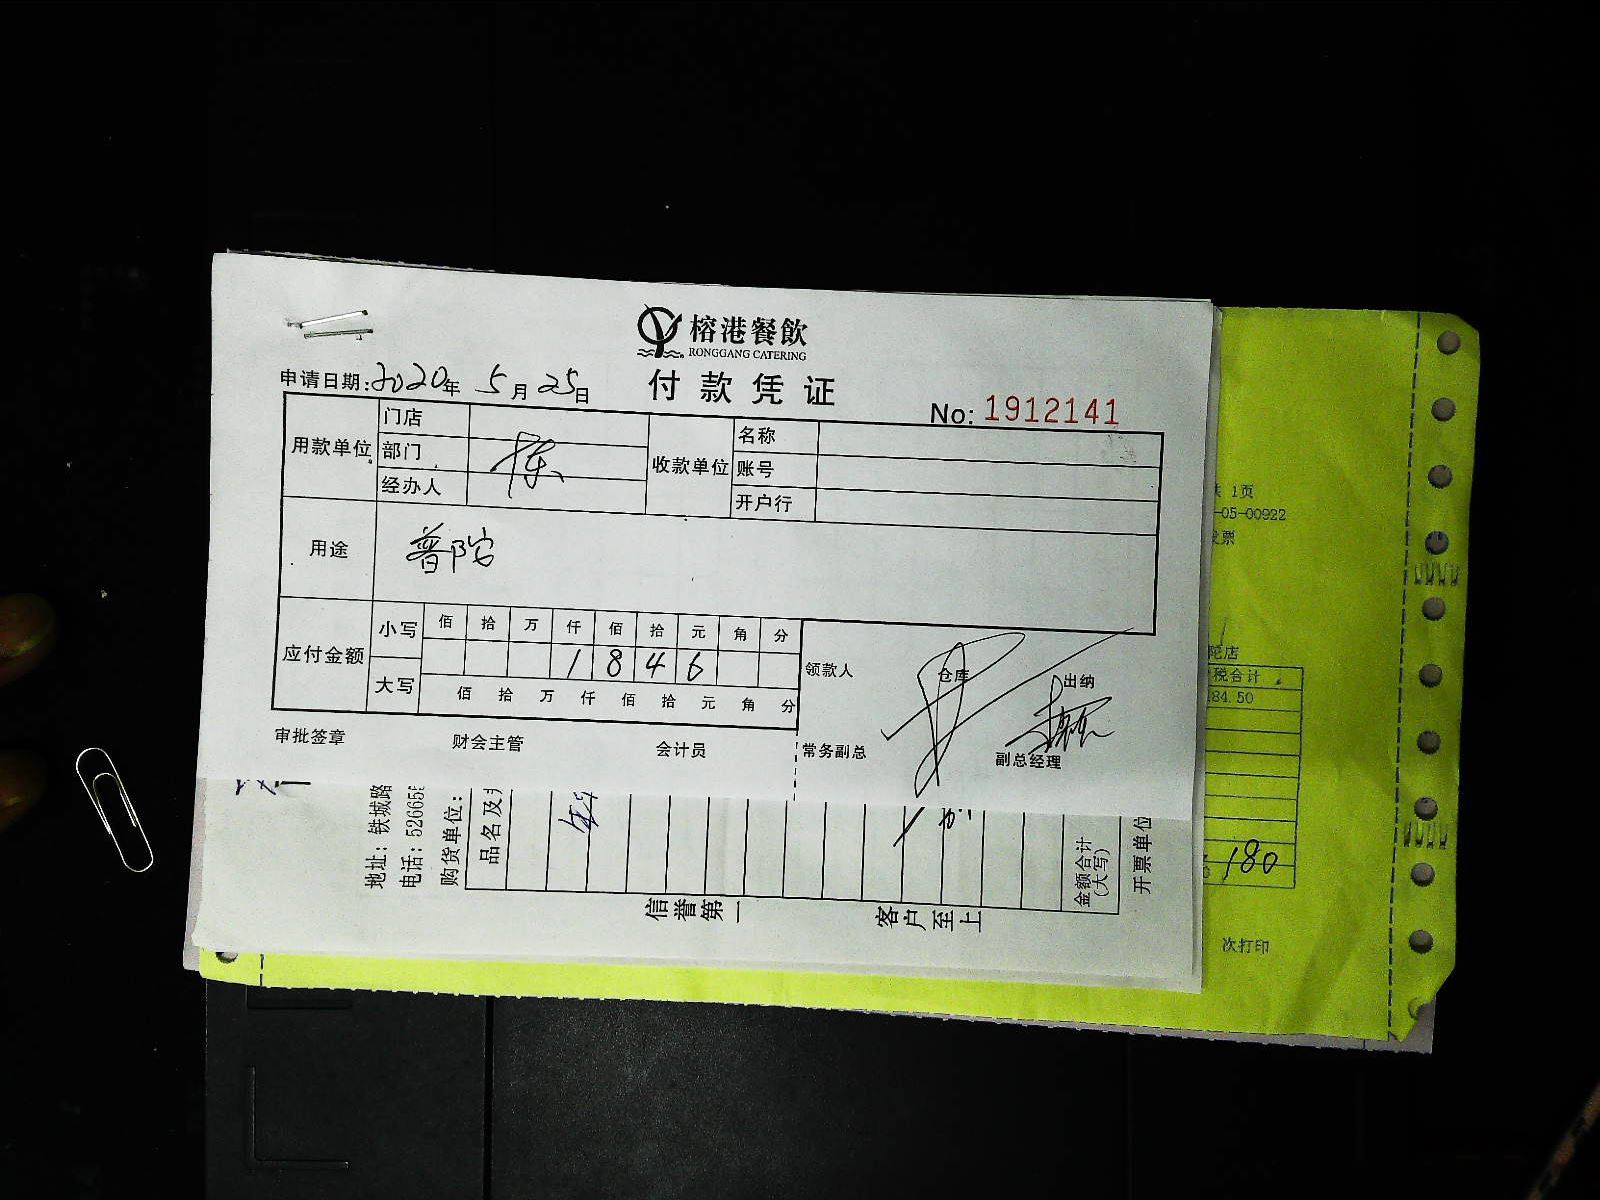 榕港餐飲
RONGGANG CATERING
付款凭证
申请日期:2020年 5月 25日
No: 1912141
用款单位 门店 收款单位 名称
部门 账号
经办人 开户行
用途 普陀
应付金额 小写 佰 拾 万 仟 佰 拾 元 角 分
1 8 4 6
大写 佰 拾 万 仟 佰 拾 元 角 分
领款人 仓库 出纳
审批签章 财会主管 会计员 常务副总 副总经理
地址：铁城路
电话：52665
购货单位：
品名及
金额合计
(大写)
开票单位
信誉第一 客户至上
共 1页
-05-00922
发票
陀店
税合计
184.50
180
次打印